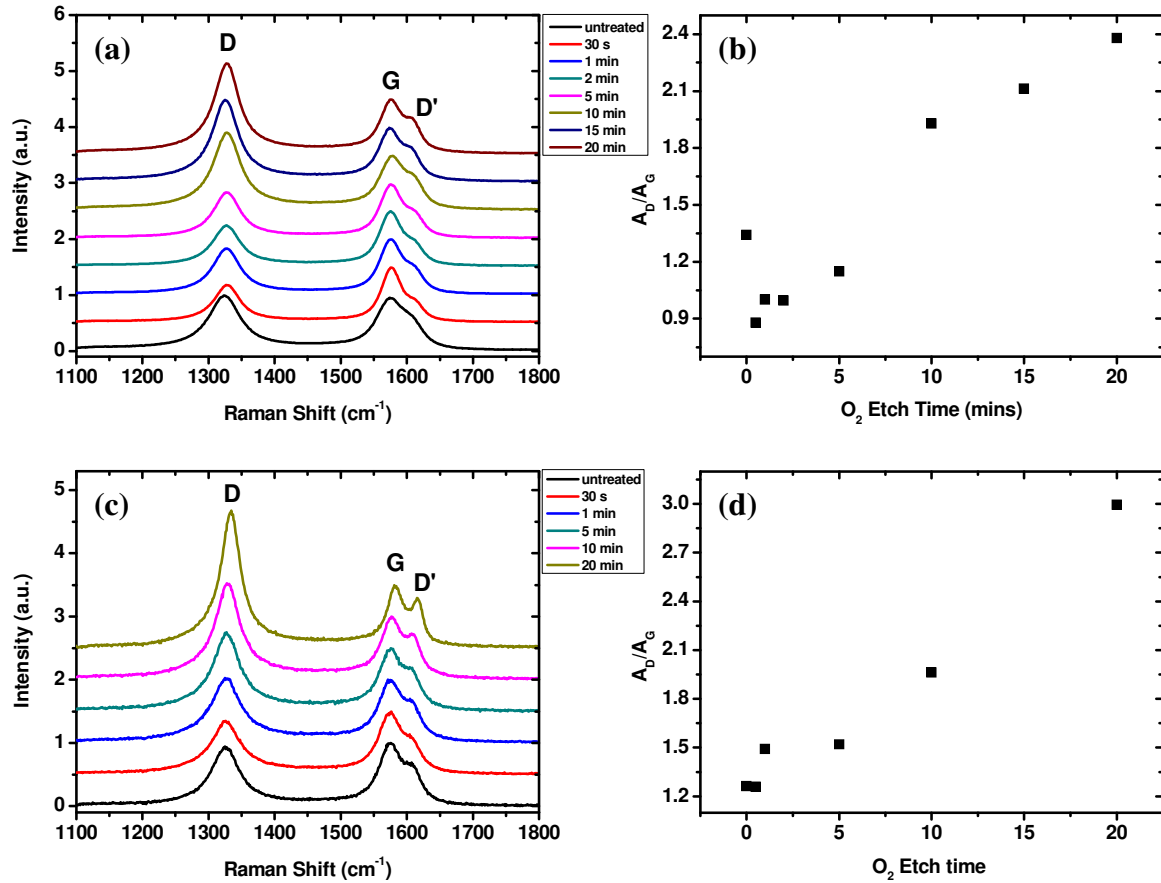 (a)
D
G
D'
6
5
4
3
2
1
0
Intensity (a.u.)
1100 1200 1300 1400 1500 1600 1700 1800
Raman Shift (cm⁻¹)
untreated
30 s
1 min
2 min
5 min
10 min
15 min
20 min
(b)
2.4
2.1
1.8
1.5
1.2
0.9
A_D/A_G
0 5 10 15 20
O₂ Etch Time (mins)
(c)
D
G
D'
5
4
3
2
1
0
Intensity (a.u.)
1100 1200 1300 1400 1500 1600 1700 1800
Raman Shift (cm⁻¹)
untreated
30 s
1 min
5 min
10 min
20 min
(d)
3.0
2.7
2.4
2.1
1.8
1.5
1.2
A_D/A_G
0 5 10 15 20
O₂ Etch time